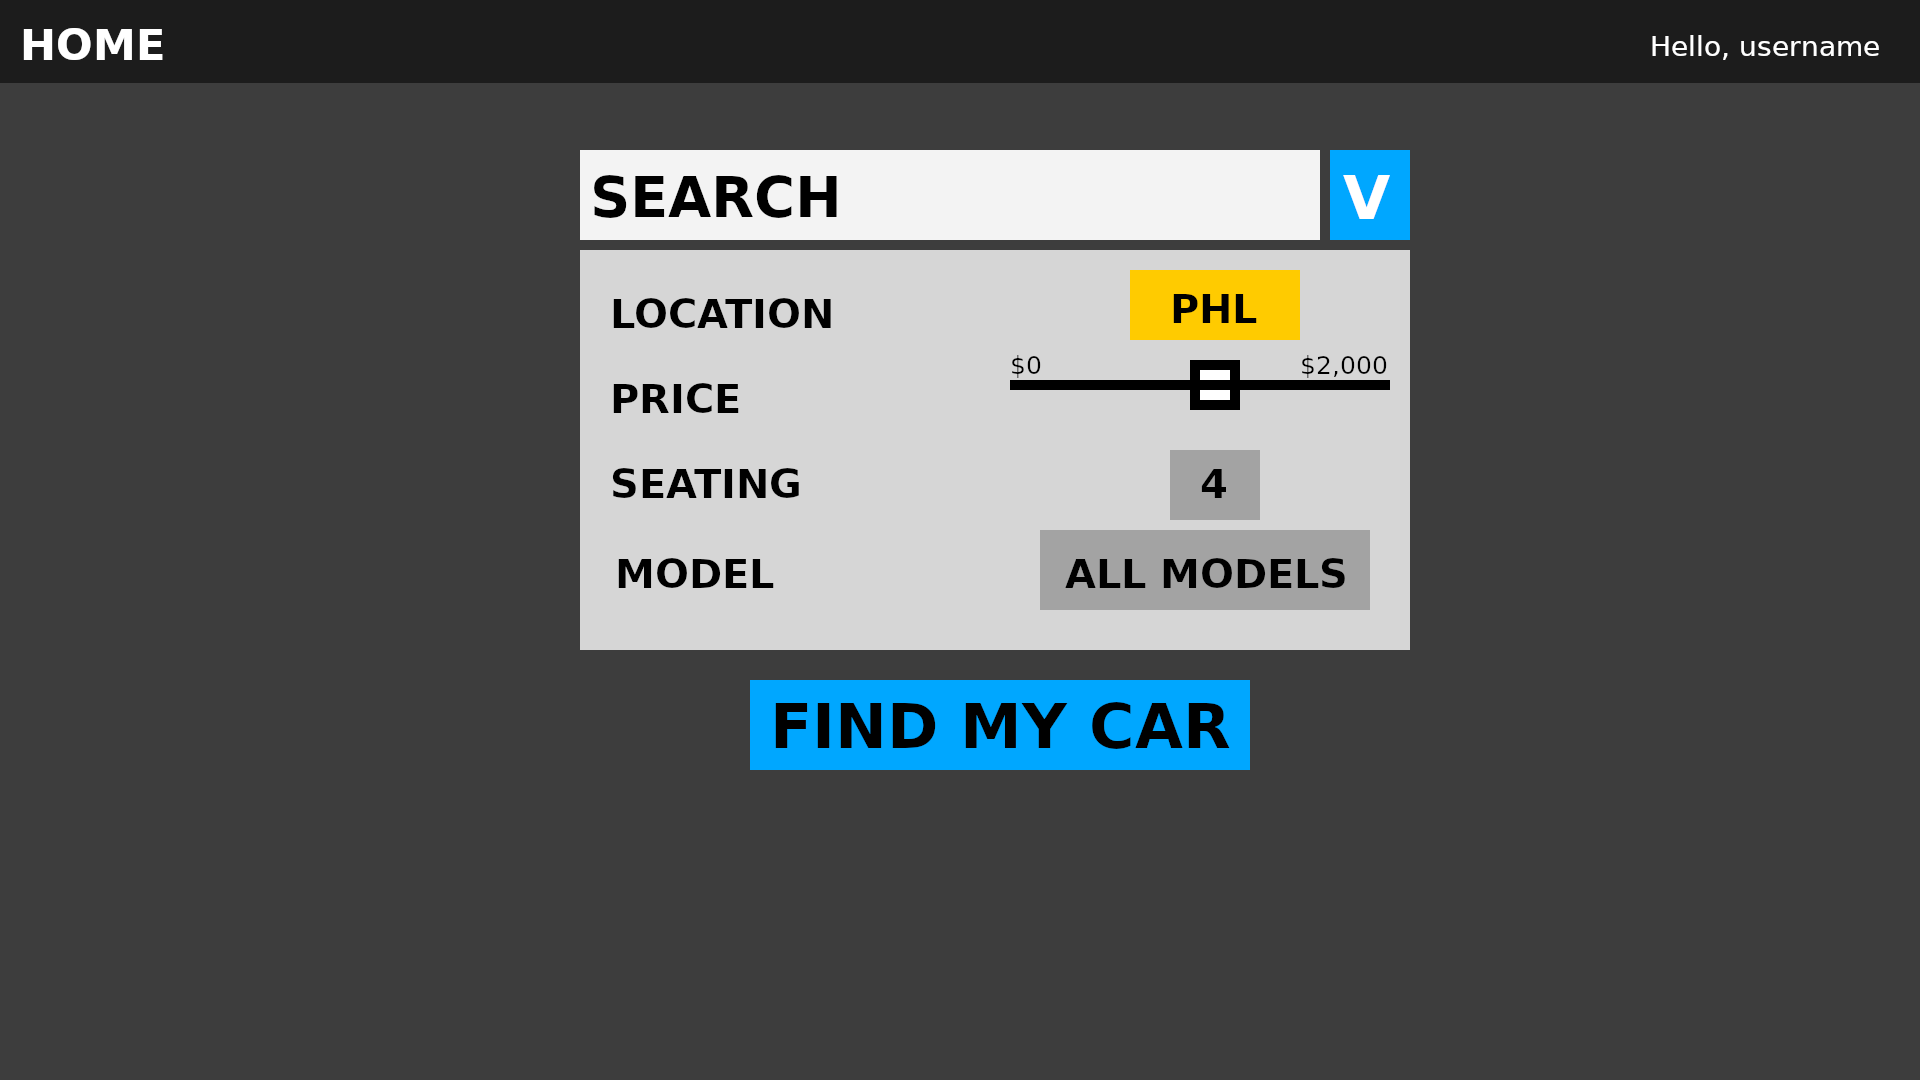 HOME
Hello, username
SEARCH
V
LOCATION
PHL
$0
$2,000
PRICE
SEATING
4
MODEL
ALL MODELS
FIND MY CAR